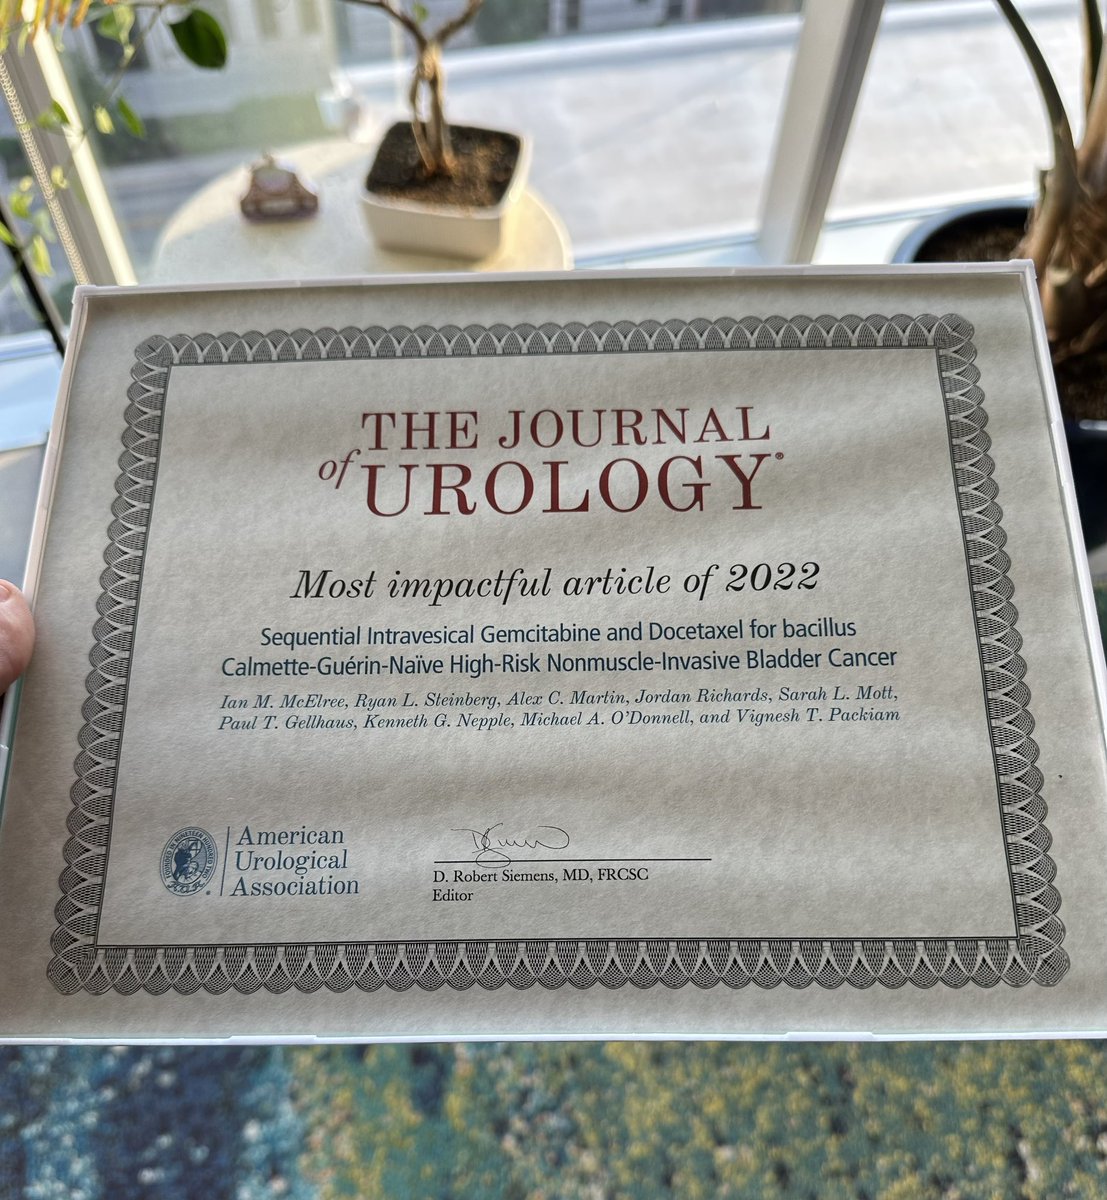 THE JOURNAL
of UROLOGY®
Most impactful article of 2022
Sequential Intravesical Gemcitabine and Docetaxel for bacillus
Calmette-Guérin-Naïve High-Risk Nonmuscle-Invasive Bladder Cancer
Ian M. McElree, Ryan L. Steinberg, Alex C. Martin, Jordan Richards, Sarah L. Mott,
Paul T. Gellhaus, Kenneth G. Nepple, Michael A. O'Donnell, and Vignesh T. Packiam
American
Urological
Association
D. Robert Siemens, MD, FRCSC
Editor